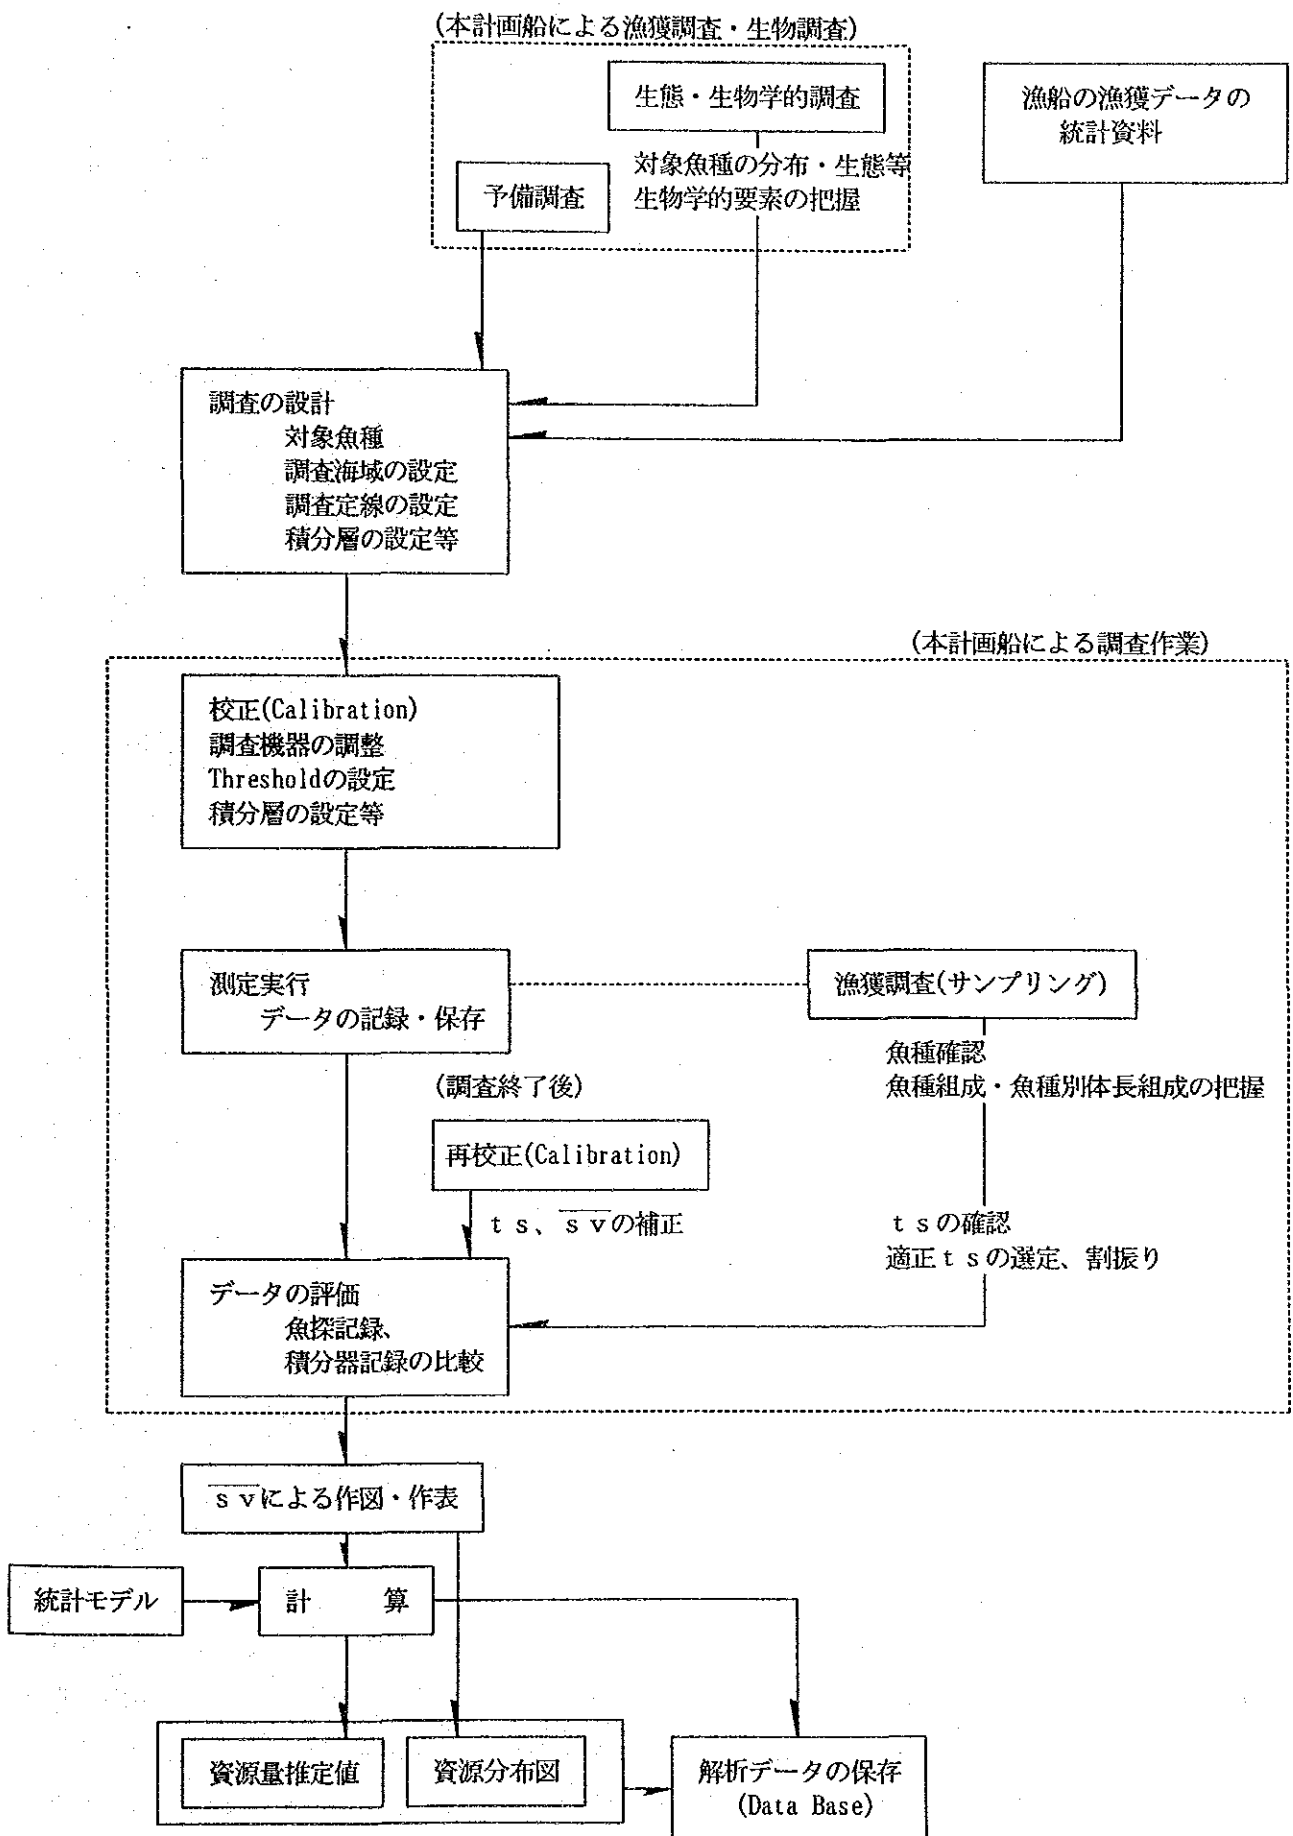 (本計画船による漁獲調査・生物調査)
生態・生物学的調査
対象魚種の分布・生態等
生物学的要素の把握
予備調査
漁船の漁獲データの
統計資料
調査の設計
対象魚種
調査海域の設定
調査定線の設定
積分層の設定等
(本計画船による調査作業)
校正(Calibration)
調査機器の調整
Thresholdの設定
積分層の設定等
測定実行
データの記録・保存
漁獲調査(サンプリング)
魚種確認
魚種組成・魚種別体長組成の把握
(調査終了後)
再校正(Calibration)
ts、s̅v̅の補正
tsの確認
適正tsの選定、割振り
データの評価
魚探記録、
積分器記録の比較
s̅v̅による作図・作表
統計モデル
計 算
資源量推定値
資源分布図
解析データの保存
(Data Base)